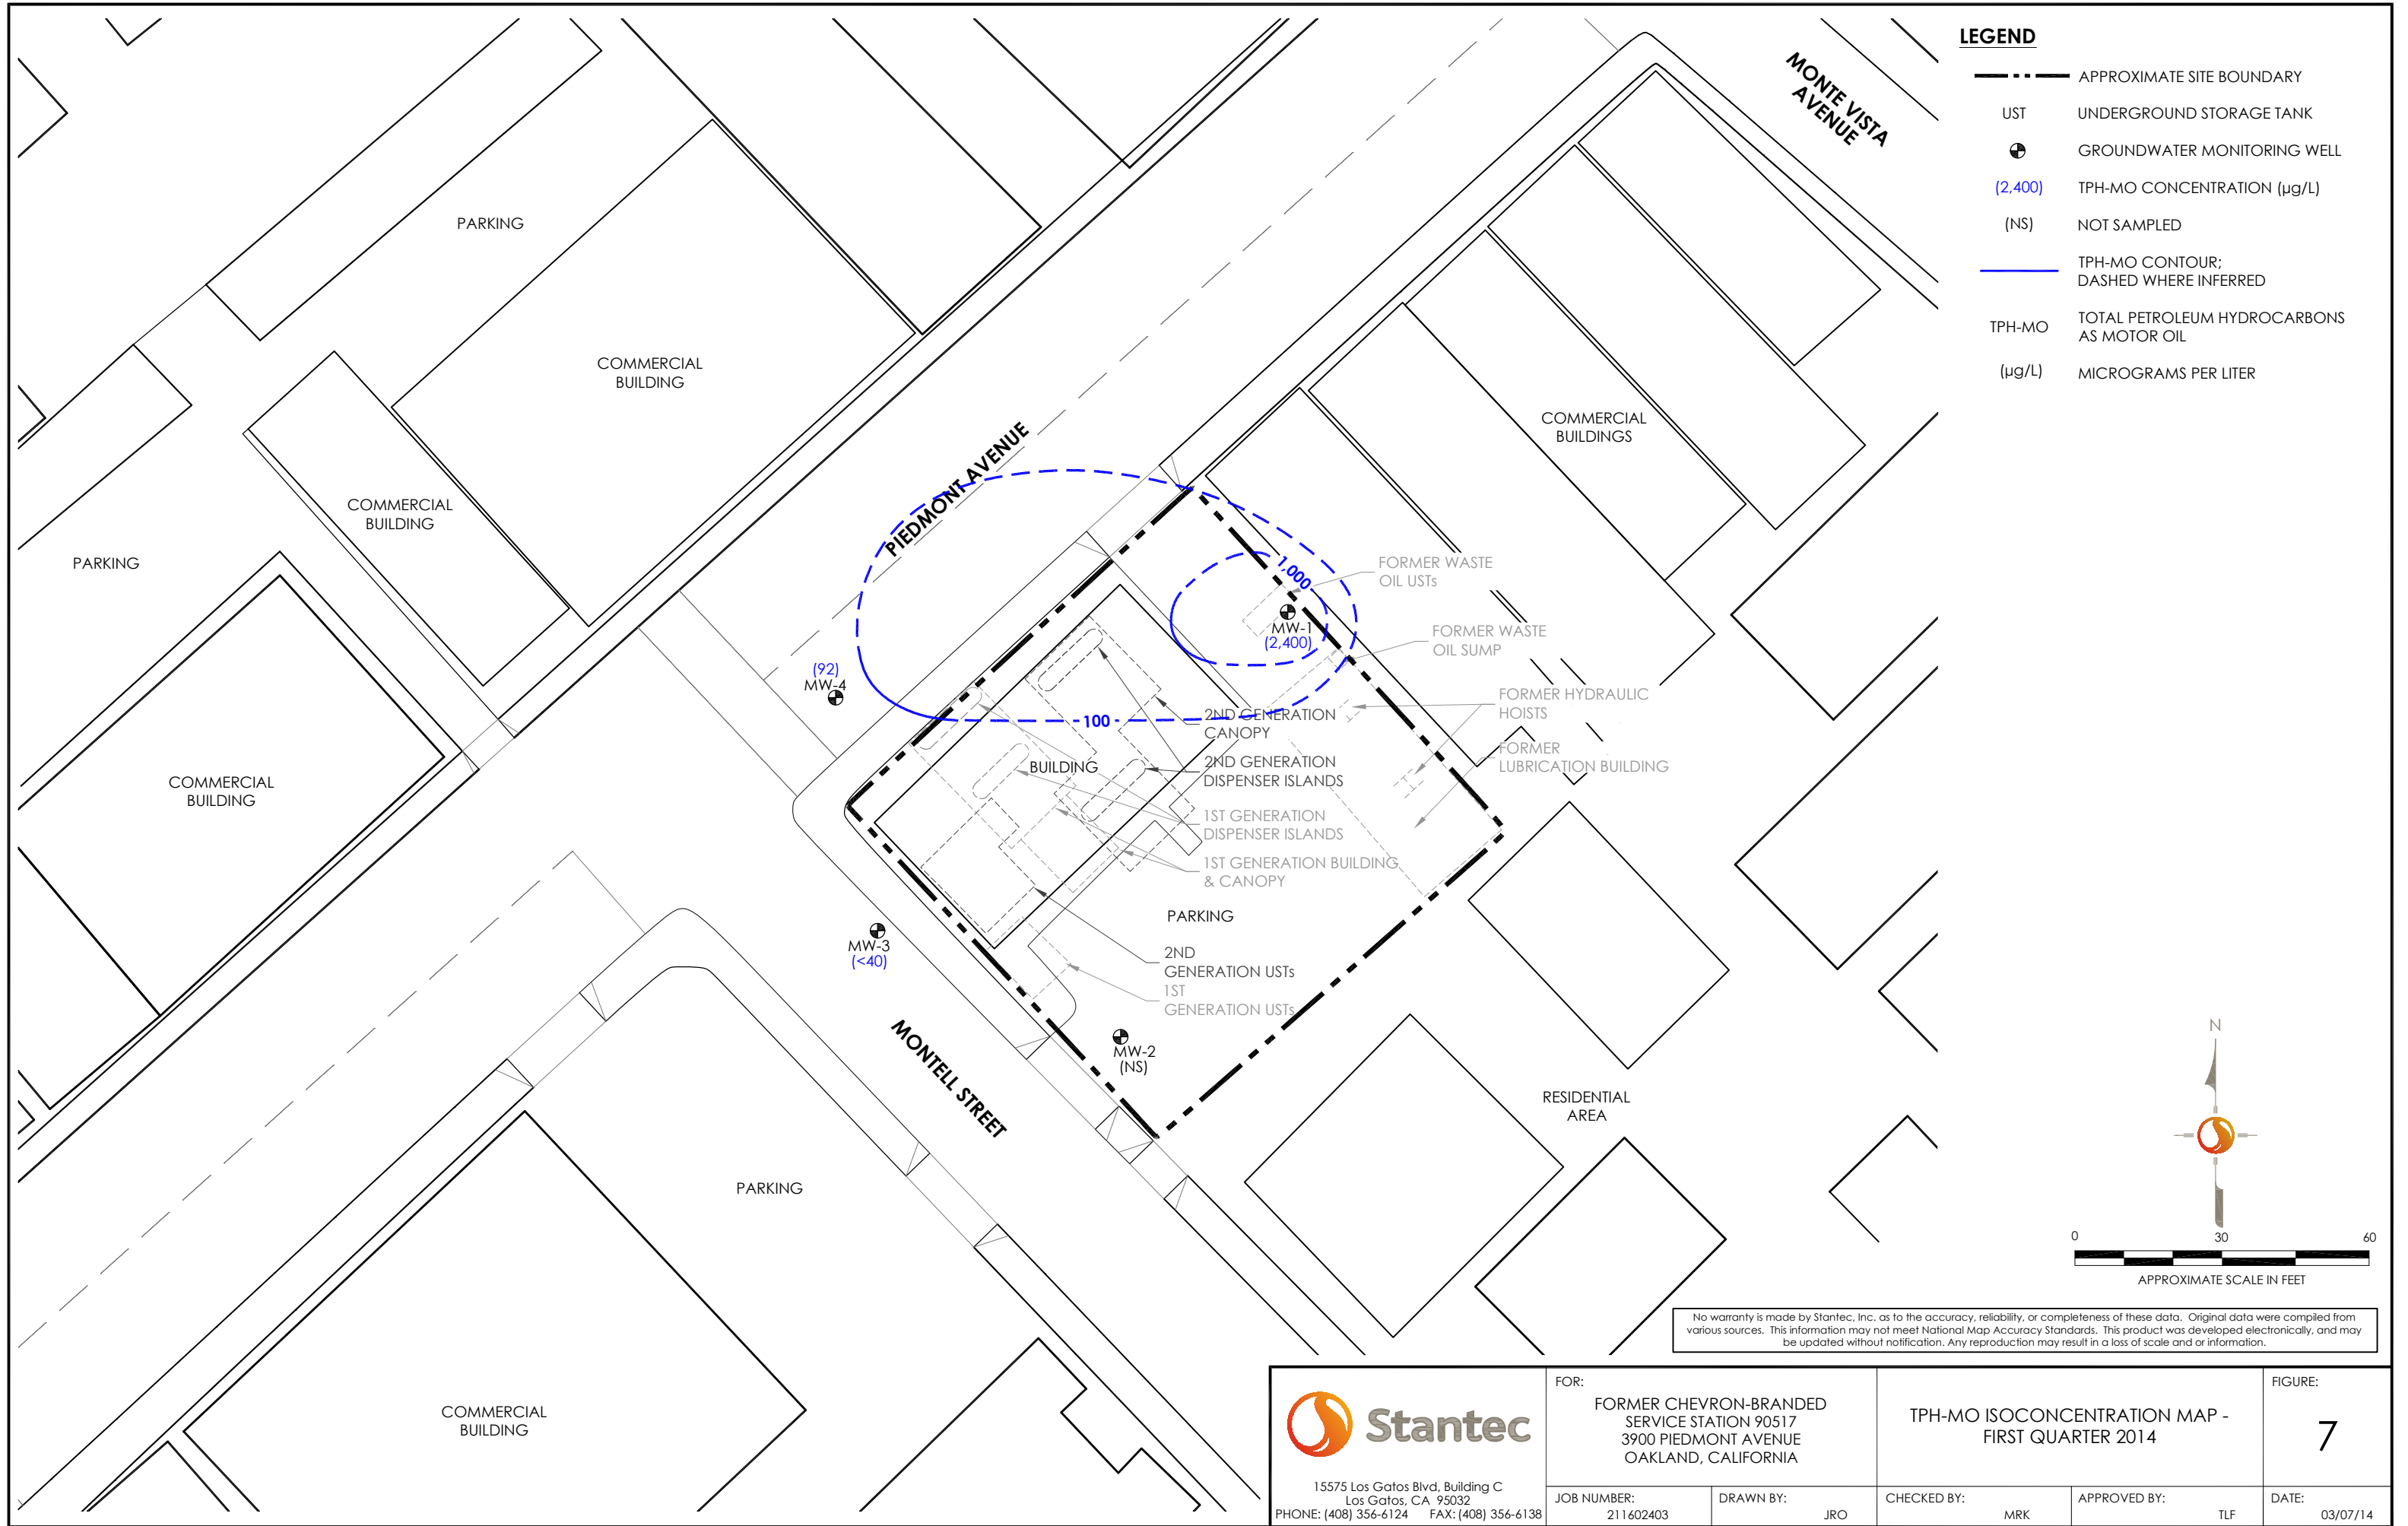 LEGEND
APPROXIMATE SITE BOUNDARY
UST UNDERGROUND STORAGE TANK
GROUNDWATER MONITORING WELL
(2,400) TPH-MO CONCENTRATION (µg/L)
(NS) NOT SAMPLED
TPH-MO CONTOUR;
DASHED WHERE INFERRED
TPH-MO TOTAL PETROLEUM HYDROCARBONS
AS MOTOR OIL
(µg/L) MICROGRAMS PER LITER
MONTE VISTA
AVENUE
PARKING
COMMERCIAL
BUILDING
COMMERCIAL
BUILDINGS
PIEDMONT AVENUE
COMMERCIAL
BUILDING
PARKING
1,000
FORMER WASTE
OIL USTs
MW-1
(2,400)
FORMER WASTE
OIL SUMP
(92)
MW-4
FORMER HYDRAULIC
HOISTS
100
2ND GENERATION
CANOPY
FORMER
LUBRICATION BUILDING
BUILDING
2ND GENERATION
DISPENSER ISLANDS
COMMERCIAL
BUILDING
1ST GENERATION
DISPENSER ISLANDS
1ST GENERATION BUILDING
& CANOPY
PARKING
MW-3
(<40)
2ND
GENERATION USTs
1ST
GENERATION USTs
MONTELL STREET
MW-2
(NS)
RESIDENTIAL
AREA
PARKING
COMMERCIAL
BUILDING
N
0 30 60
APPROXIMATE SCALE IN FEET
No warranty is made by Stantec, Inc. as to the accuracy, reliability, or completeness of these data. Original data were compiled from
various sources. This information may not meet National Map Accuracy Standards. This product was developed electronically, and may
be updated without notification. Any reproduction may result in a loss of scale and or information.
Stantec
15575 Los Gatos Blvd, Building C
Los Gatos, CA 95032
PHONE: (408) 356-6124 FAX: (408) 356-6138
FOR:
FORMER CHEVRON-BRANDED
SERVICE STATION 90517
3900 PIEDMONT AVENUE
OAKLAND, CALIFORNIA
TPH-MO ISOCONCENTRATION MAP -
FIRST QUARTER 2014
FIGURE:
7
JOB NUMBER:
211602403
DRAWN BY:
JRO
CHECKED BY:
MRK
APPROVED BY:
TLF
DATE:
03/07/14